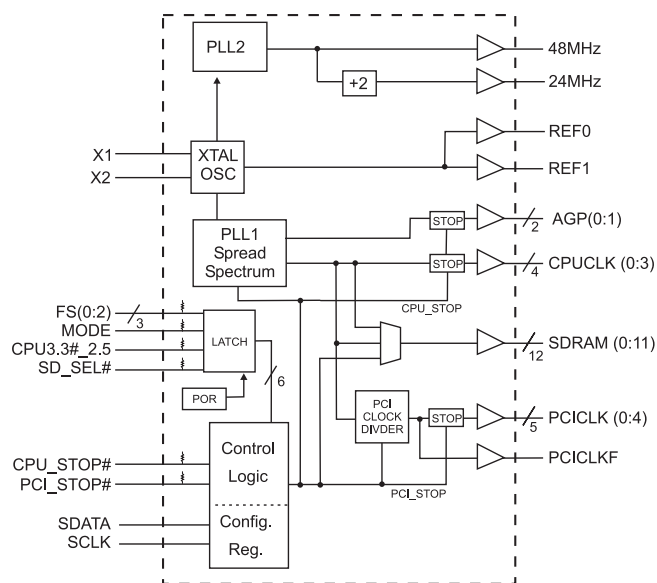 PLL2
48MHz
+2
24MHz
REF0
X1
XTAL
OSC
X2
REF1
PLL1
Spread
Spectrum
STOP
AGP(0:1)
2
STOP
CPUCLK (0:3)
4
CPU_STOP
FS(0:2)
3
MODE
CPU3.3#_2.5
SD_SEL#
LATCH
SDRAM (0:11)
12
6
POR
PCI
CLOCK
DIVDER
STOP
PCICLK (0:4)
5
CPU_STOP#
PCI_STOP#
Control
Logic
PCICLKF
PCI_STOP
SDATA
SCLK
Config.
Reg.